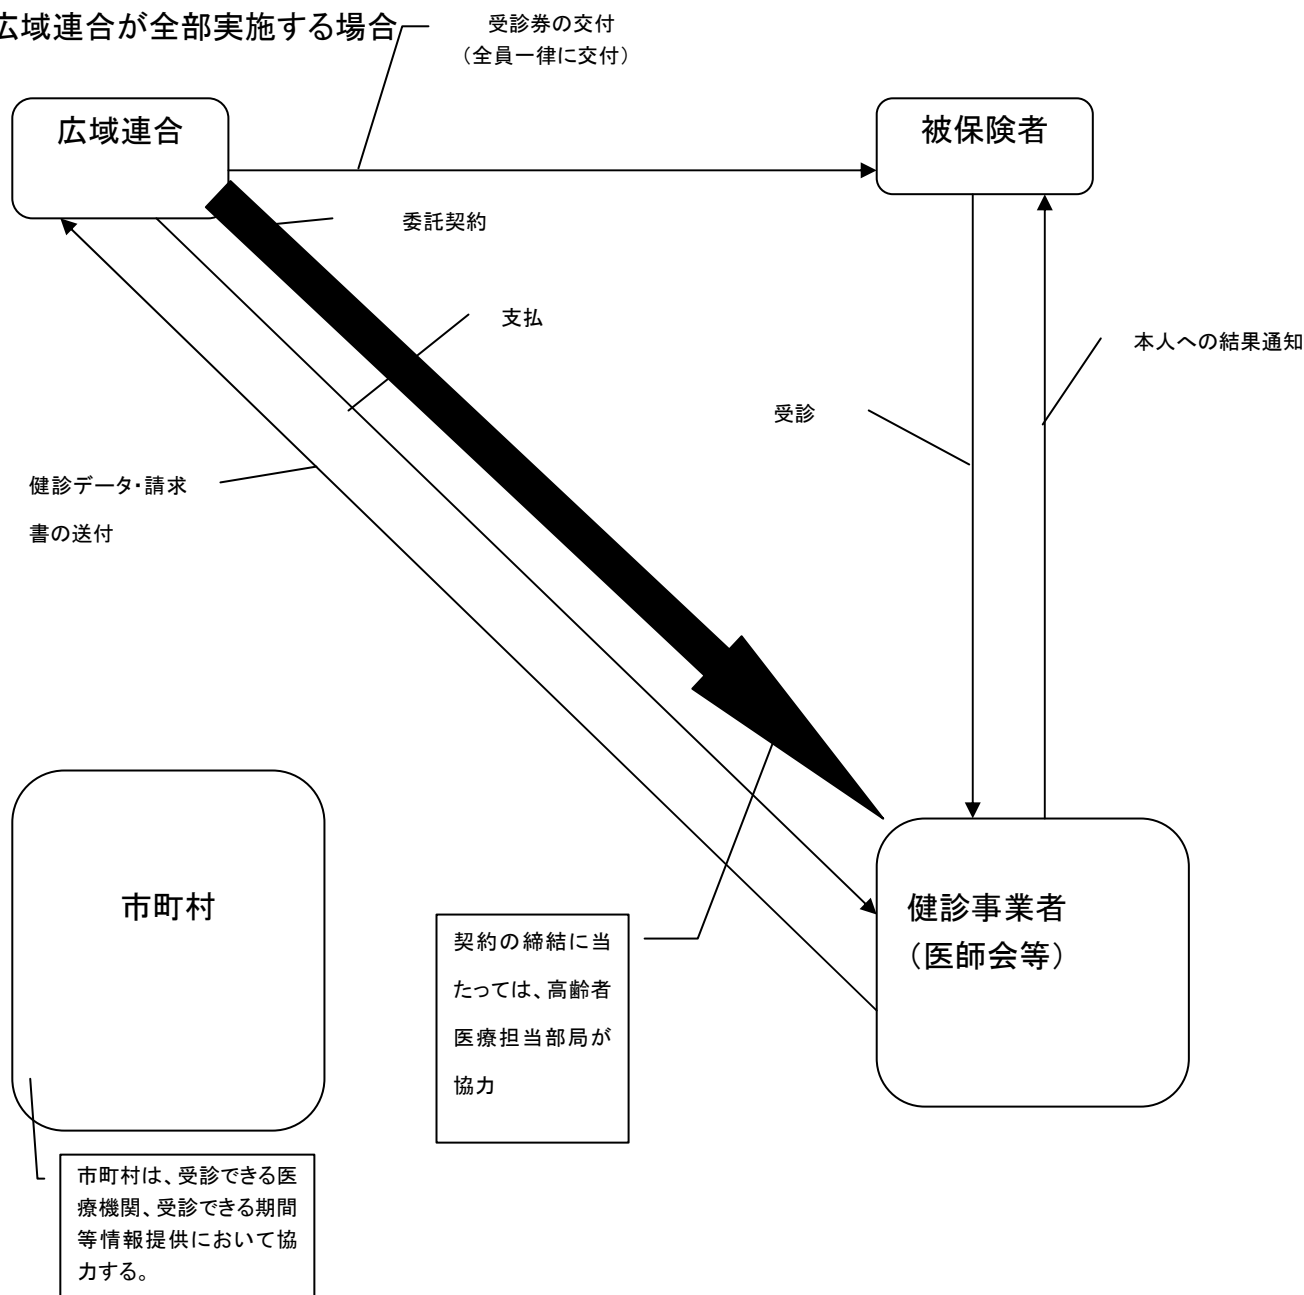 広域連合が全部実施する場合
受診券の交付
（全員一律に交付）
広域連合
被保険者
委託契約
支払
本人への結果通知
受診
健診データ・請求
書の送付
市町村
健診事業者
（医師会等）
契約の締結に当
たっては、高齢者
医療担当部局が
協力
市町村は、受診できる医
療機関、受診できる期間
等情報提供において協
力する。